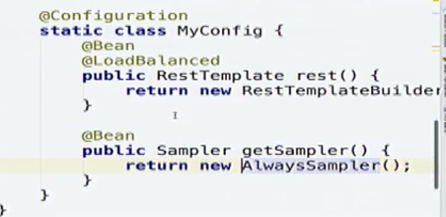 @Configuration
static class MyConfig {
@Bean
@LoadBalanced
public RestTemplate rest() {
return new RestTemplateBuilder
}
@Bean
public Sampler getSampler() {
return new AlwaysSampler();
}
}
}